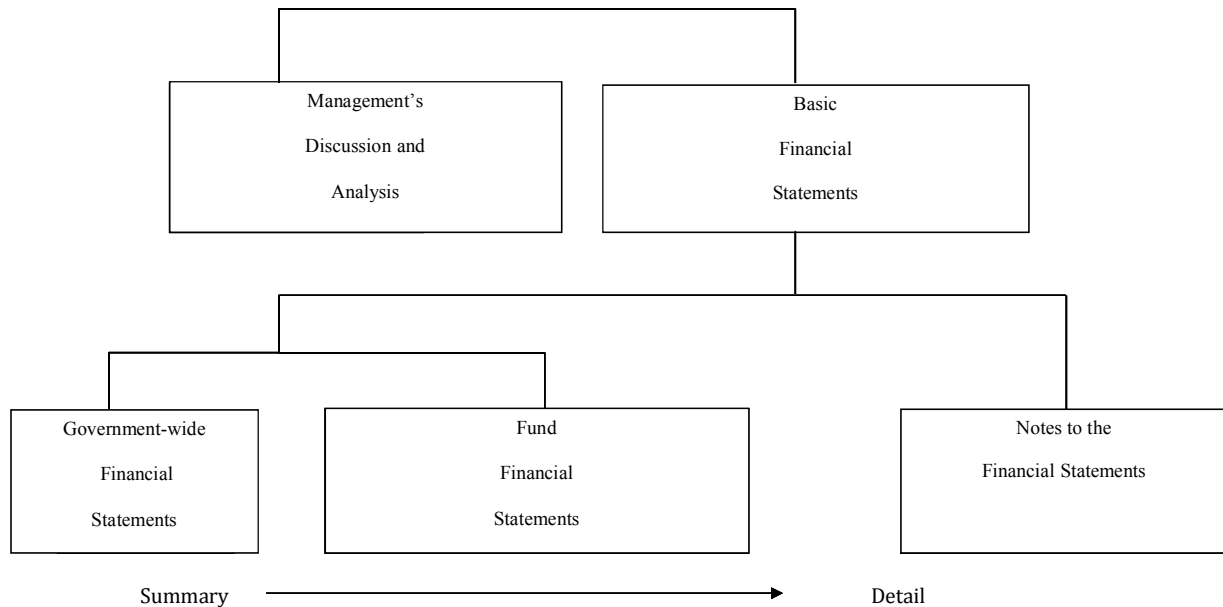 Management’s
Discussion and
Analysis
Basic
Financial
Statements
Government-wide
Financial
Statements
Fund
Financial
Statements
Notes to the
Financial Statements
Summary
Detail